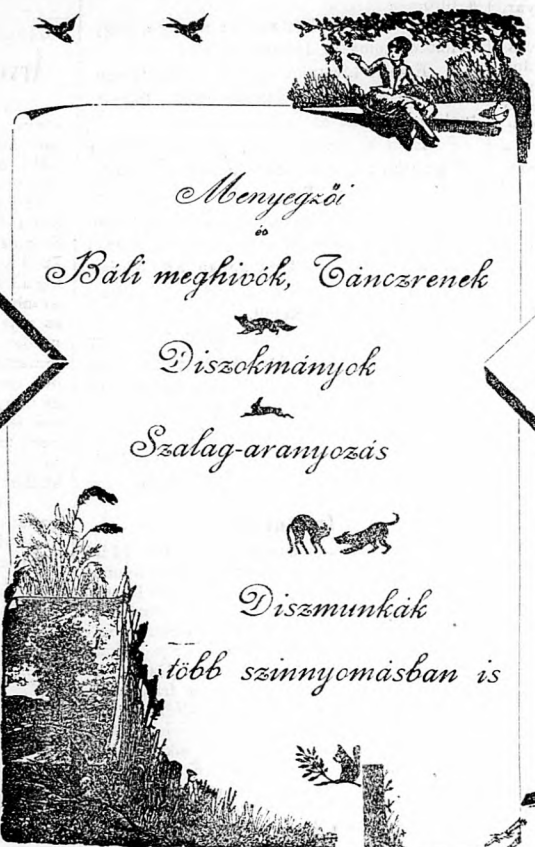 Menyegzői
és
Báli meghivók, Tánczrenek
Diszokmányok
Szalag-aranyozás
Diszmunkák
több szinnyomásban is